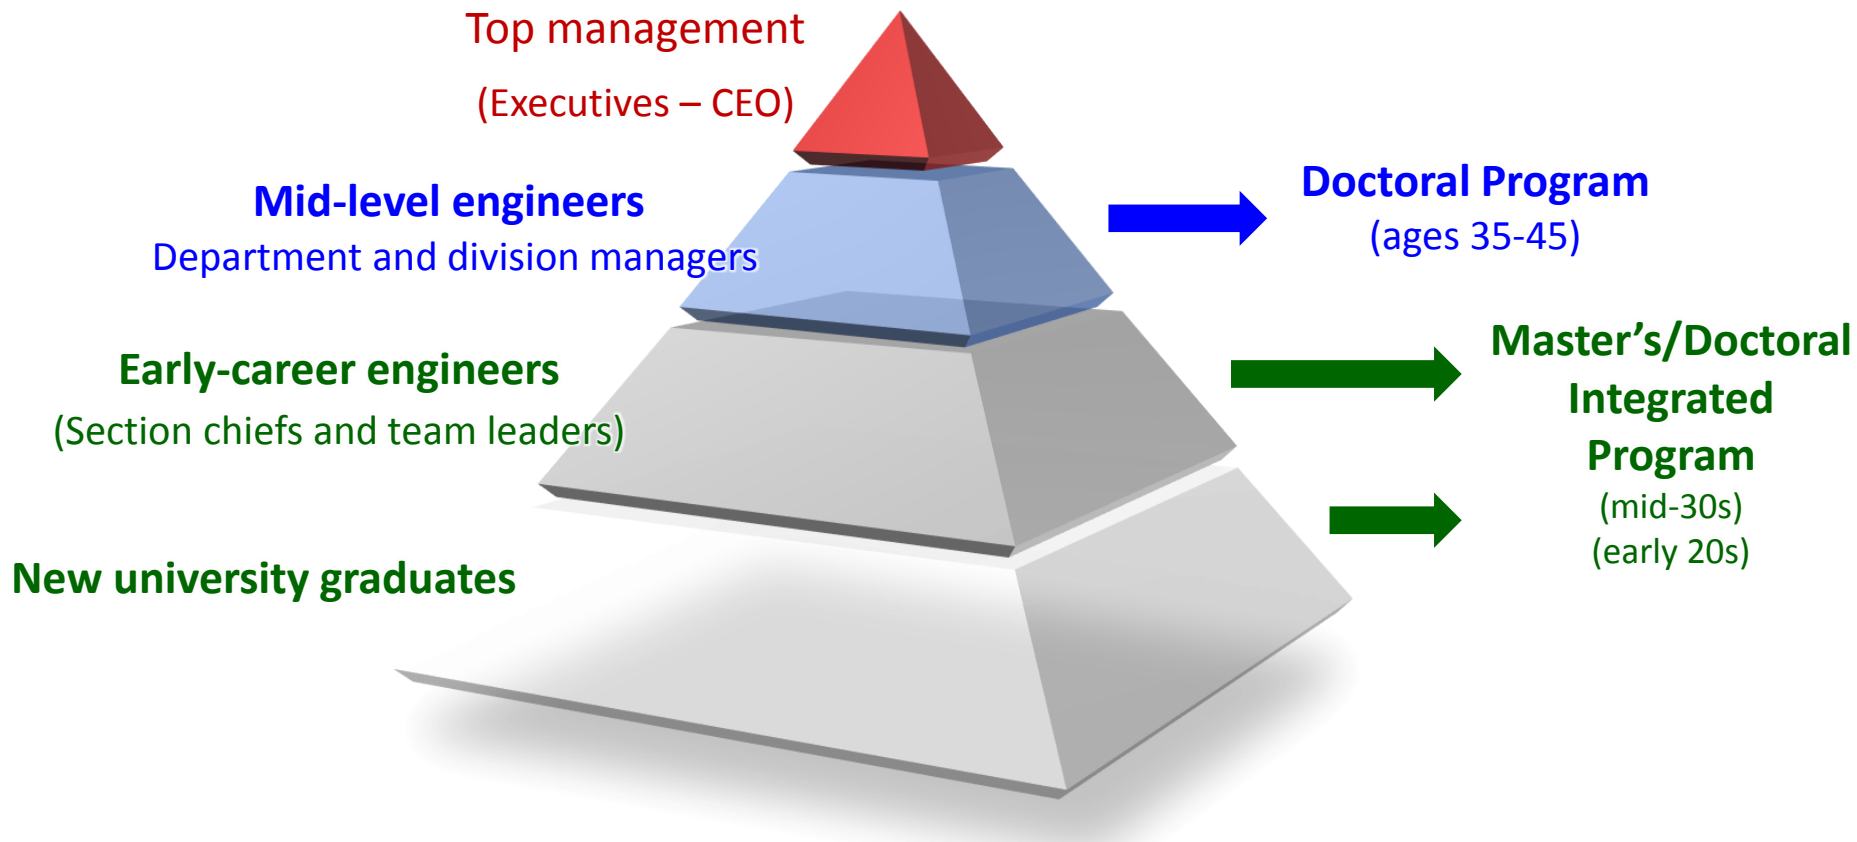 Top management
(Executives – CEO)
Mid-level engineers
Department and division managers
Doctoral Program
(ages 35-45)
Early-career engineers
(Section chiefs and team leaders)
Master’s/Doctoral
Integrated
Program
(mid-30s)
(early 20s)
New university graduates